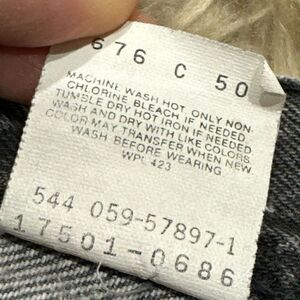 676 C 50
MACHINE WASH HOT, ONLY NON-
CHLORINE BLEACH IF NEEDED
TUMBLE DRY HOT IRON IF NEEDED
WASH AND DRY WITH LIKE COLORS.
COLOR MAY TRANSFER WHEN NEW
WASH BEFORE WEARING
WPL 423
544 059-57897-1
17501-0686